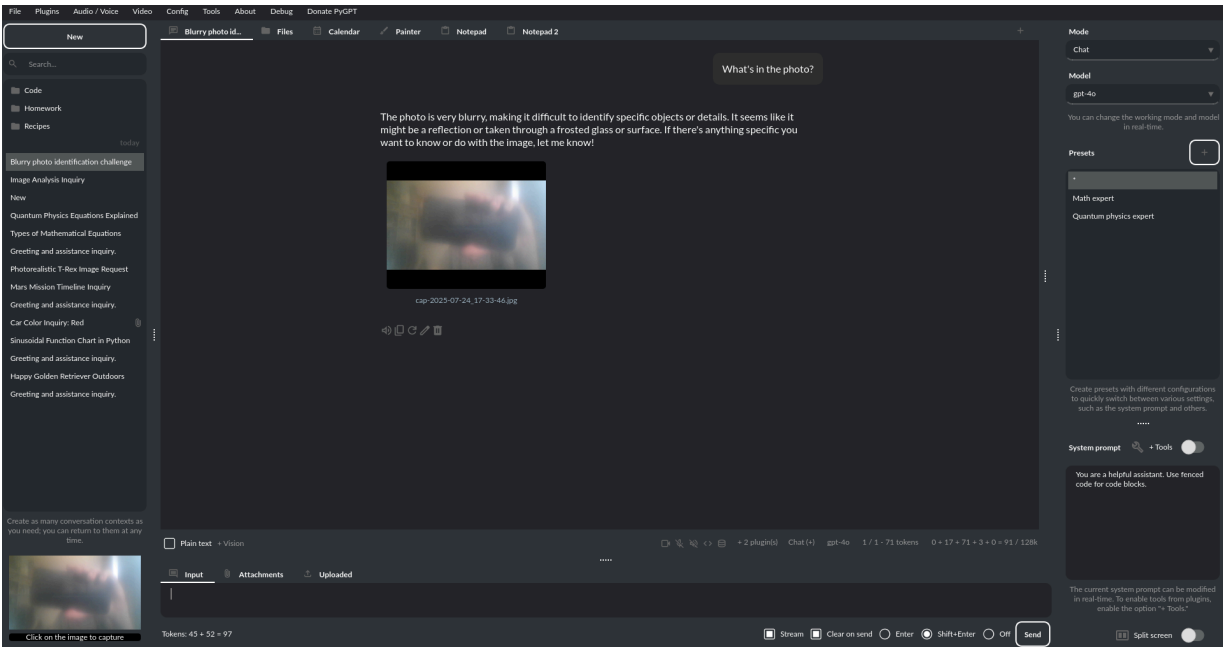 File Plugins Audio / Voice Video Config Tools About Debug Donate PyGPT
New
Search...
Code
Homework
Recipes
today
Blurry photo identification challenge
Image Analysis Inquiry
New
Quantum Physics Equations Explained
Types of Mathematical Equations
Greeting and assistance inquiry.
Photorealistic T-Rex Image Request
Mars Mission Timeline Inquiry
Greeting and assistance inquiry.
Car Color Inquiry: Red
Sinusoidal Function Chart in Python
Greeting and assistance inquiry.
Happy Golden Retriever Outdoors
Greeting and assistance inquiry.
Create as many conversation contexts as
you need; you can return to them at any
time.
Click on the image to capture
Blurry photo id... Files Calendar Painter Notepad Notepad 2 +
What's in the photo?
The photo is very blurry, making it difficult to identify specific objects or details. It seems like it
might be a reflection or taken through a frosted glass or surface. If there's anything specific you
want to know or do with the image, let me know!
cap-2025-07-24_17-33-46.jpg
Plain text + Vision
+ 2 plugin(s) Chat (+) gpt-4o 1 / 1 - 71 tokens 0 + 17 + 71 + 3 + 0 = 91 / 128k
Input Attachments Uploaded
Tokens: 45 + 52 = 97
Stream Clear on send Enter Shift+Enter Off Send
Mode
Chat
Model
gpt-4o
You can change the working mode and model
in real-time.
Presets +
*
Math expert
Quantum physics expert
Create presets with different configurations
to quickly switch between various settings,
such as the system prompt and others.
System prompt + Tools
You are a helpful assistant. Use fenced
code for code blocks.
The current system prompt can be modified
in real-time. To enable tools from plugins,
enable the option "+ Tools."
Split screen